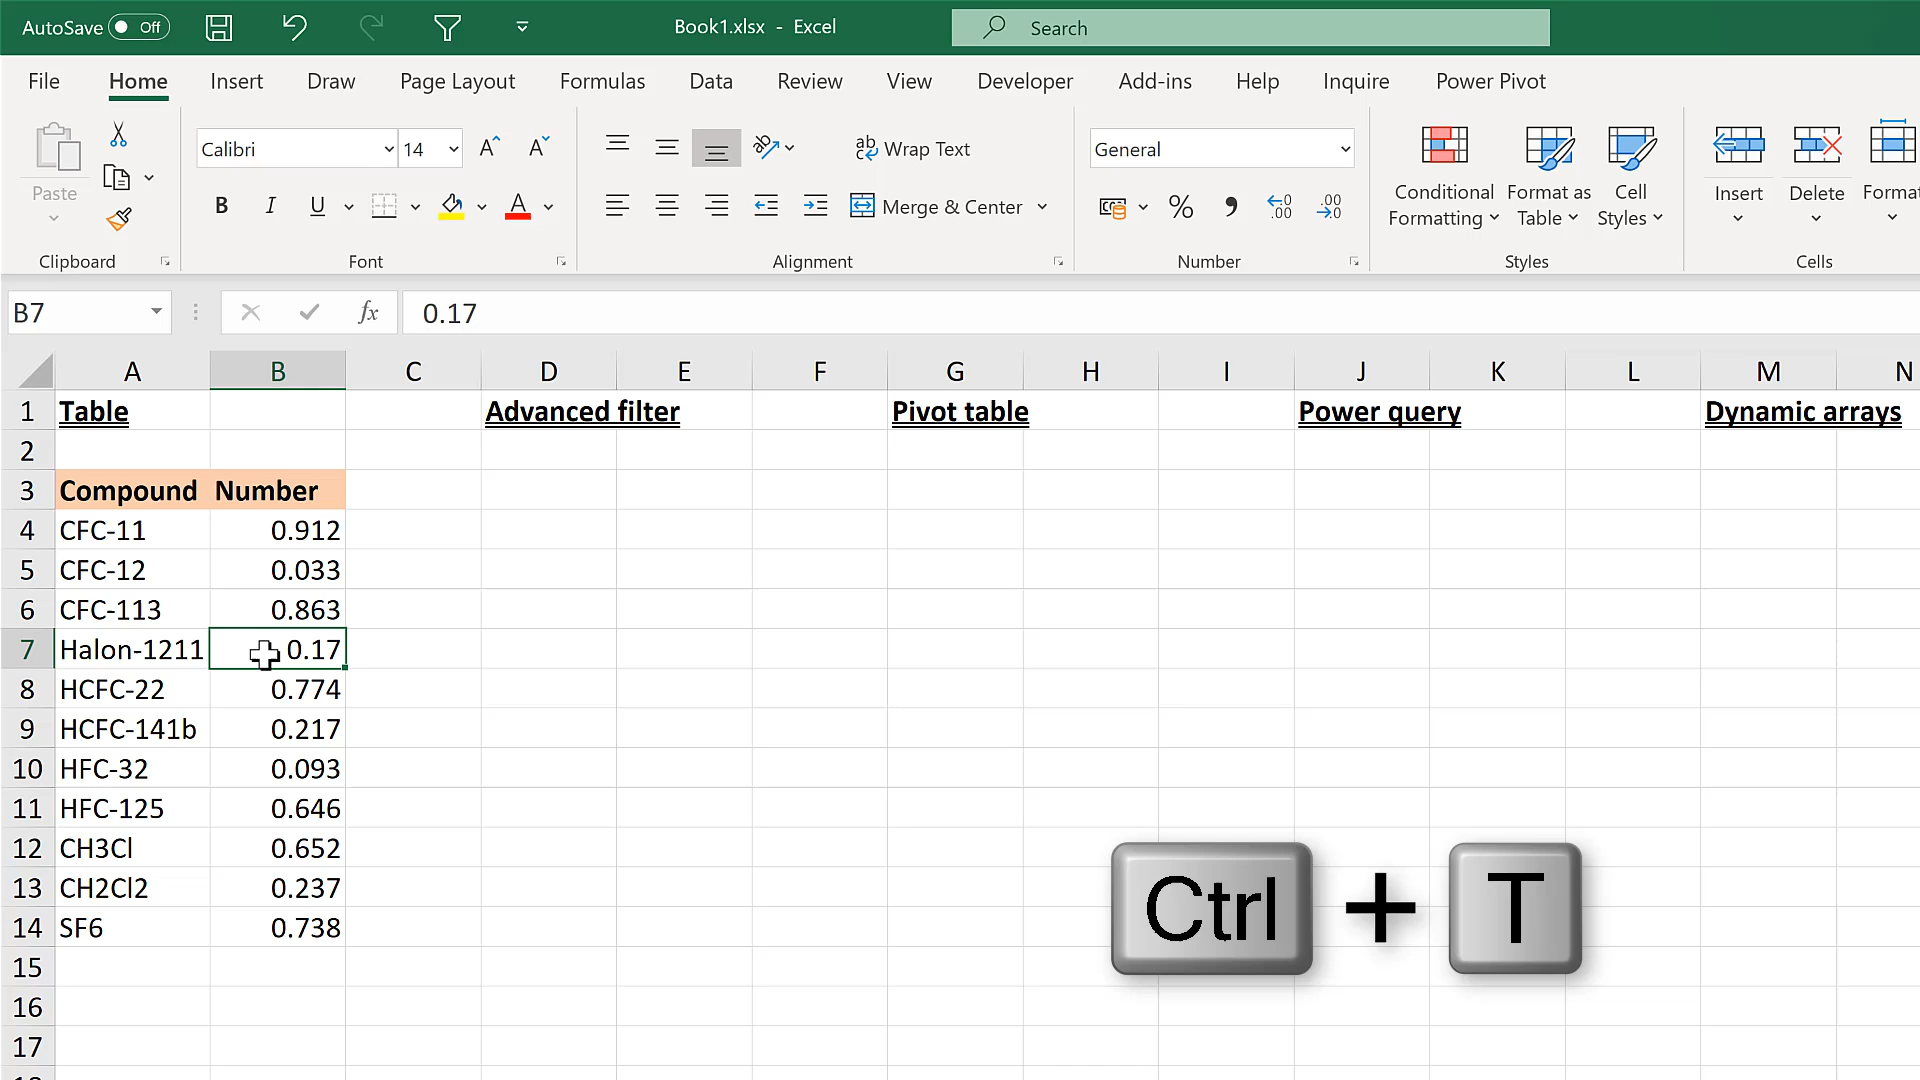 AutoSave Off Book1.xlsx - Excel Search
File Home Insert Draw Page Layout Formulas Data Review View Developer Add-ins Help Inquire Power Pivot
Paste
Calibri 14
B I U A
Wrap Text
Merge & Center
General
Conditional Formatting
Format as Table
Cell Styles
Insert Delete Format
Clipboard Font Alignment Number Styles Cells
B7 fx 0.17
A B C D E F G H I J K L M N
1 Table Advanced filter Pivot table Power query Dynamic arrays
2
3 Compound Number
4 CFC-11 0.912
5 CFC-12 0.033
6 CFC-113 0.863
7 Halon-1211 0.17
8 HCFC-22 0.774
9 HCFC-141b 0.217
10 HFC-32 0.093
11 HFC-125 0.646
12 CH3Cl 0.652
13 CH2Cl2 0.237
14 SF6 0.738
15
16
17
Ctrl + T